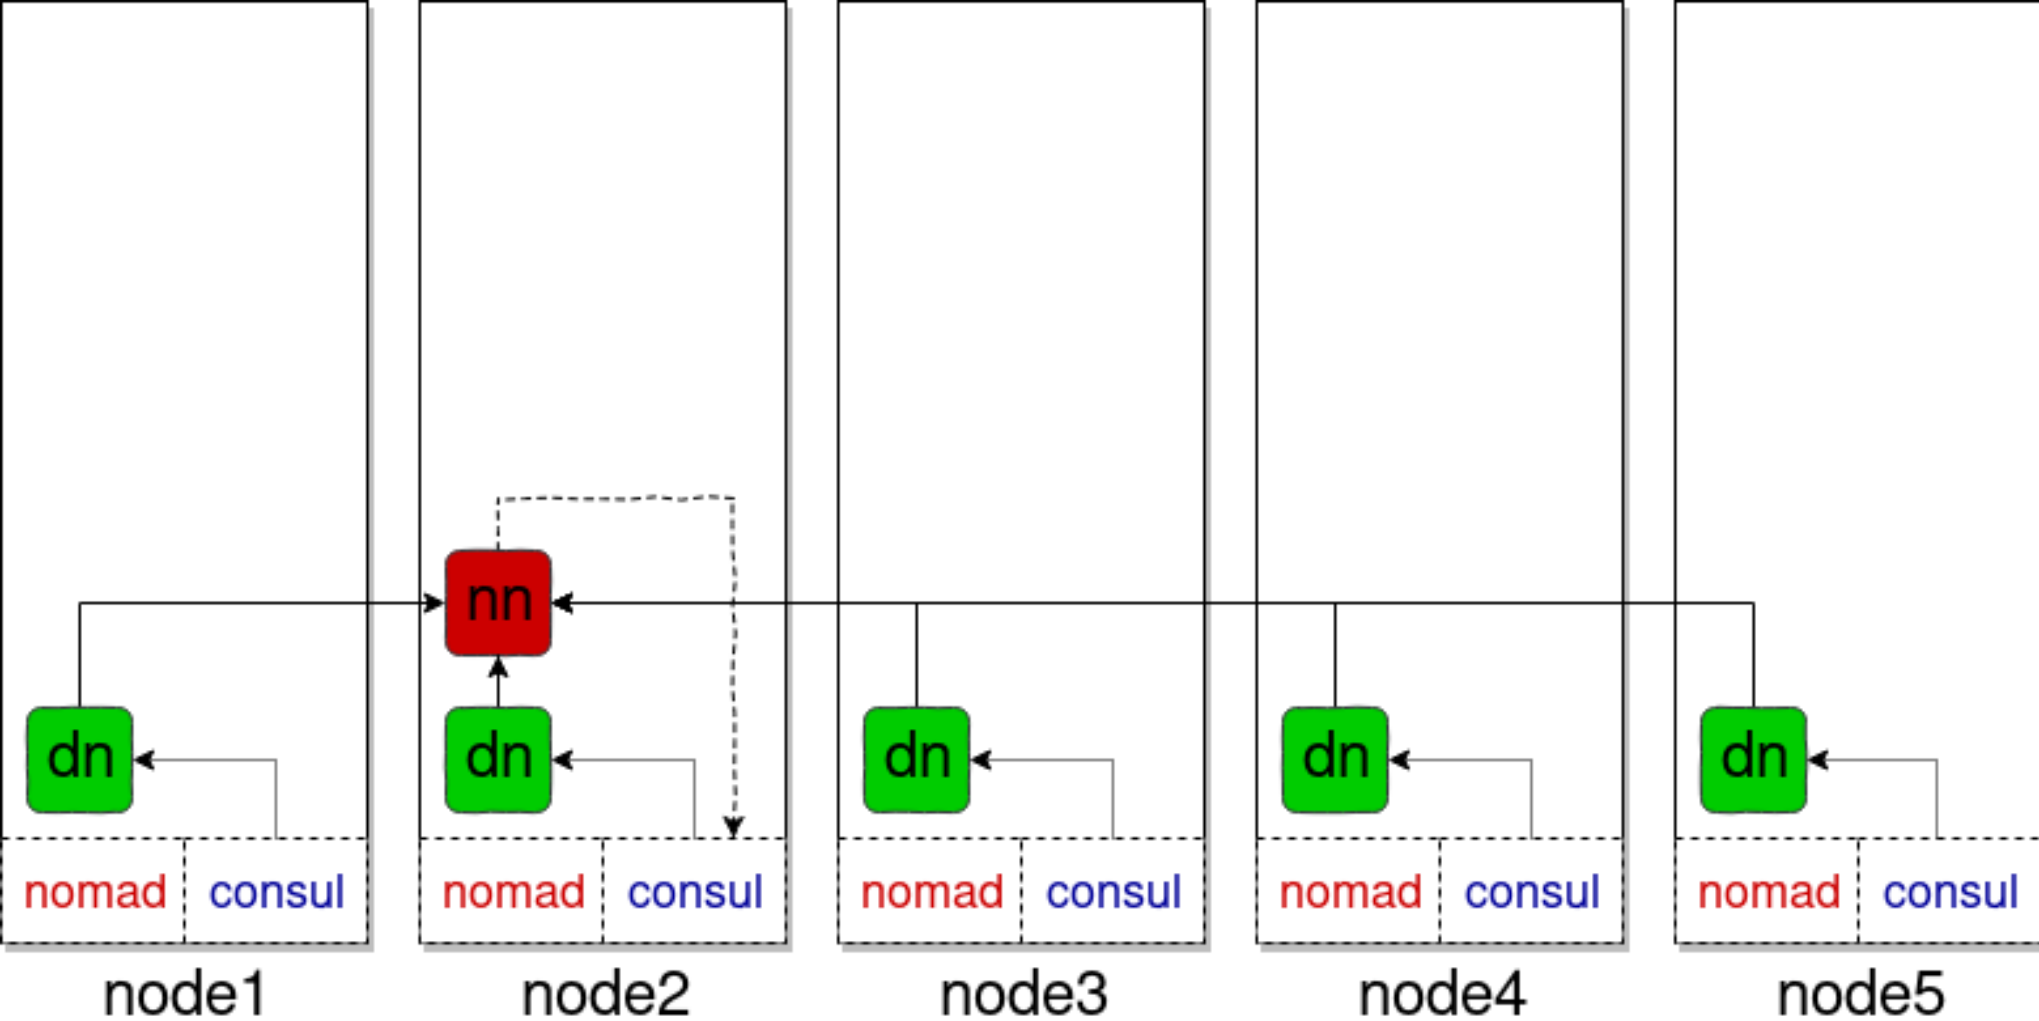 nn
dn dn dn dn dn
nomad consul nomad consul nomad consul nomad consul nomad consul
node1 node2 node3 node4 node5